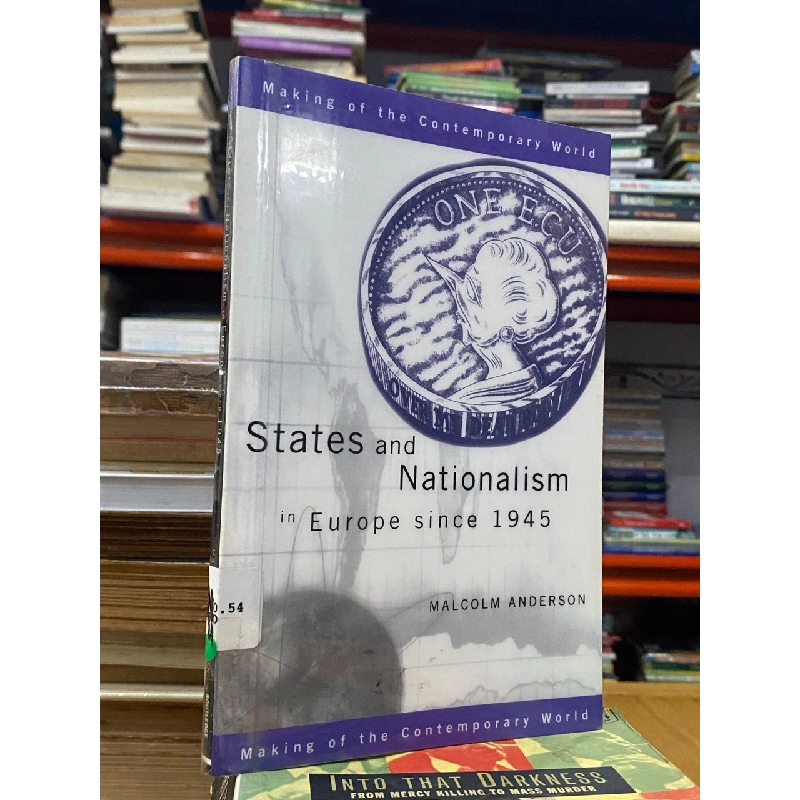 Making of the Contemporary World
ONE ECU
States and
Nationalism
in Europe since 1945
MALCOLM ANDERSON
.54
Making of the Contemporary World
INTO THAT DARKNESS
FROM MERCY KILLING TO MASS MURDER